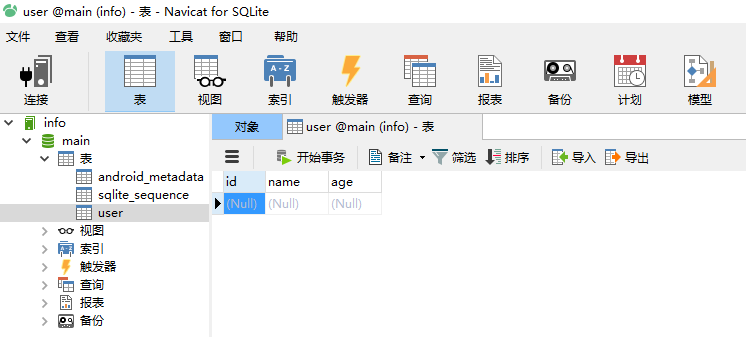 user @main (info) - 表 - Navicat for SQLite
文件 查看 收藏夹 工具 窗口 帮助
连接 表 视图 索引 触发器 查询 报表 备份 计划 模型
A-Z
info
main
表
android_metadata
sqlite_sequence
user
视图
索引
触发器
查询
报表
备份
对象 user @main (info) - 表
开始事务 备注 筛选 排序 导入 导出
id name age
(Null) (Null) (Null)